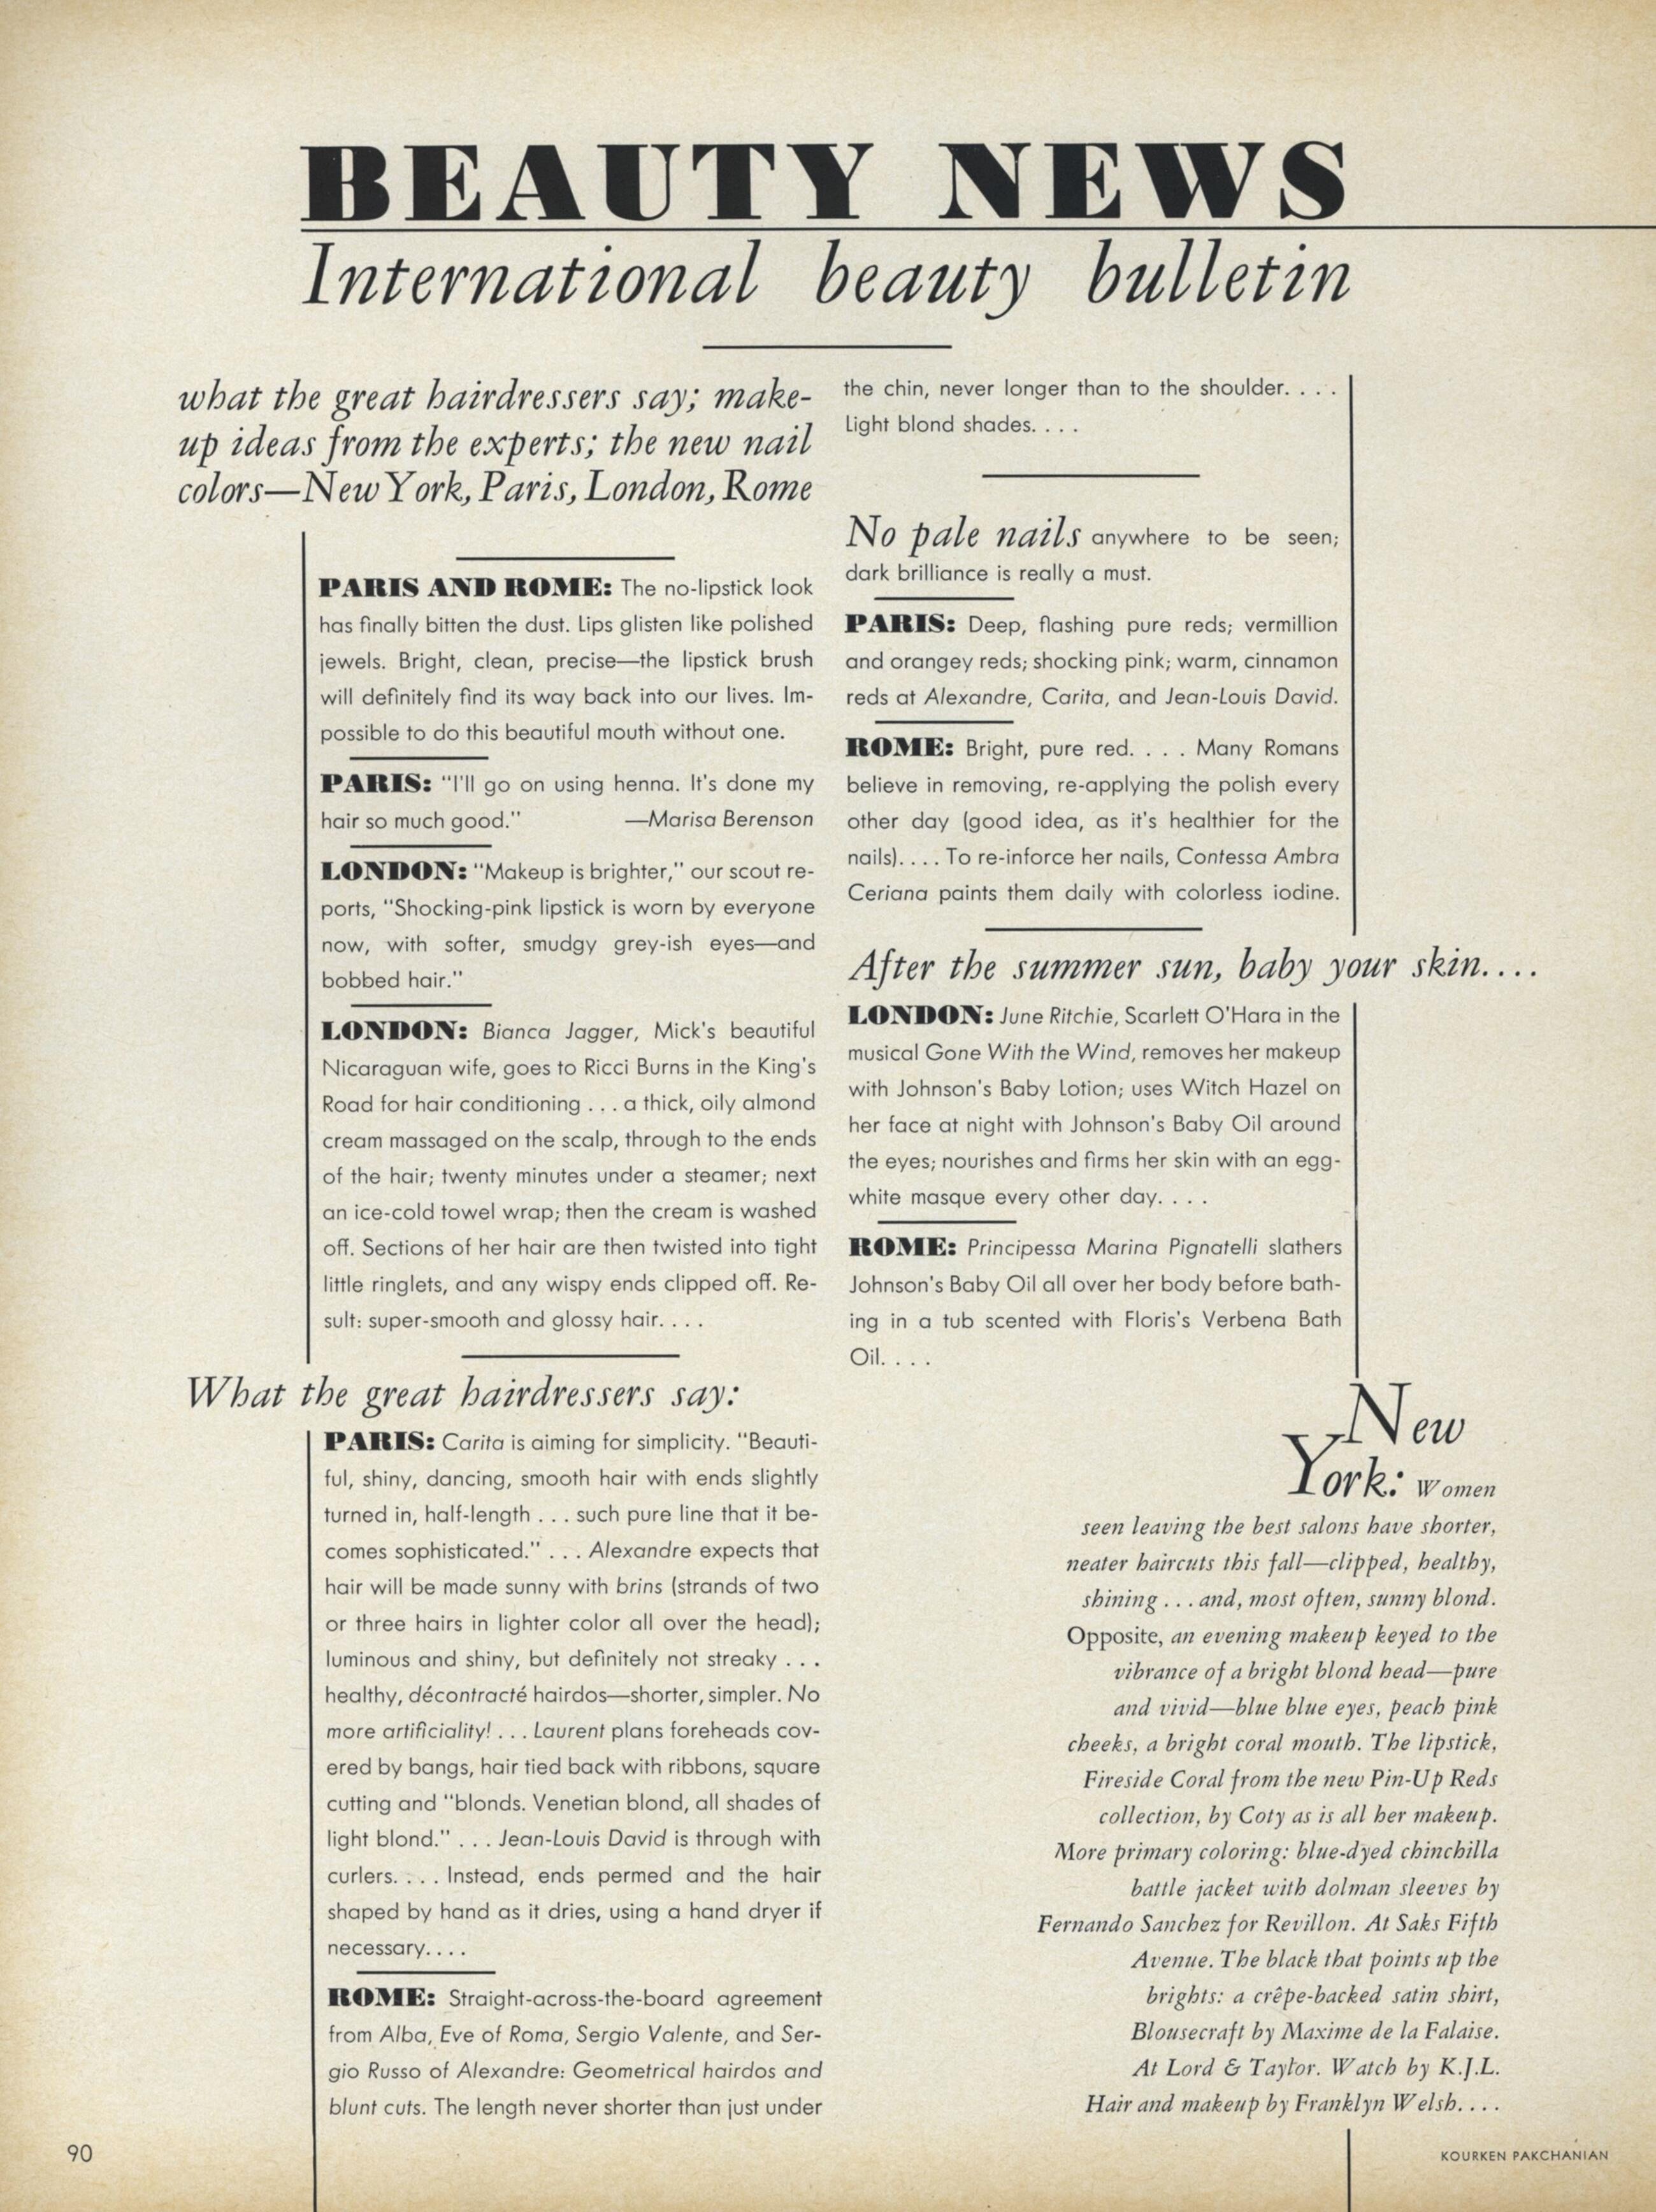 BEAUTY NEWS
International beauty bulletin
what the great hairdressers say; make-
up ideas from the experts; the new nail
colors—New York, Paris, London, Rome
PARIS AND ROME: The no-lipstick look
has finally bitten the dust. Lips glisten like polished
jewels. Bright, clean, precise—the lipstick brush
will definitely find its way back into our lives. Im-
possible to do this beautiful mouth without one.
PARIS: "I'll go on using henna. It's done my
hair so much good." —Marisa Berenson
LONDON: "Makeup is brighter," our scout re-
ports, "Shocking-pink lipstick is worn by everyone
now, with softer, smudgy grey-ish eyes—and
bobbed hair."
LONDON: Bianca Jagger, Mick's beautiful
Nicaraguan wife, goes to Ricci Burns in the King's
Road for hair conditioning . . . a thick, oily almond
cream massaged on the scalp, through to the ends
of the hair; twenty minutes under a steamer; next
an ice-cold towel wrap; then the cream is washed
off. Sections of her hair are then twisted into tight
little ringlets, and any wispy ends clipped off. Re-
sult: super-smooth and glossy hair. . . .
What the great hairdressers say:
PARIS: Carita is aiming for simplicity. "Beauti-
ful, shiny, dancing, smooth hair with ends slightly
turned in, half-length . . . such pure line that it be-
comes sophisticated." . . . Alexandre expects that
hair will be made sunny with brins (strands of two
or three hairs in lighter color all over the head);
luminous and shiny, but definitely not streaky . . .
healthy, décontracté hairdos—shorter, simpler. No
more artificiality! . . . Laurent plans foreheads cov-
ered by bangs, hair tied back with ribbons, square
cutting and "blonds. Venetian blond, all shades of
light blond." . . . Jean-Louis David is through with
curlers. . . . Instead, ends permed and the hair
shaped by hand as it dries, using a hand dryer if
necessary. . . .
ROME: Straight-across-the-board agreement
from Alba, Eve of Roma, Sergio Valente, and Ser-
gio Russo of Alexandre: Geometrical hairdos and
blunt cuts. The length never shorter than just under
the chin, never longer than to the shoulder. . . .
Light blond shades. . . .
No pale nails anywhere to be seen;
dark brilliance is really a must.
PARIS: Deep, flashing pure reds; vermillion
and orangey reds; shocking pink; warm, cinnamon
reds at Alexandre, Carita, and Jean-Louis David.
ROME: Bright, pure red. . . . Many Romans
believe in removing, re-applying the polish every
other day (good idea, as it's healthier for the
nails). . . . To re-inforce her nails, Contessa Ambra
Ceriana paints them daily with colorless iodine.
After the summer sun, baby your skin. . . .
LONDON: June Ritchie, Scarlett O'Hara in the
musical Gone With the Wind, removes her makeup
with Johnson's Baby Lotion; uses Witch Hazel on
her face at night with Johnson's Baby Oil around
the eyes; nourishes and firms her skin with an egg-
white masque every other day. . . .
ROME: Principessa Marina Pignatelli slathers
Johnson's Baby Oil all over her body before bath-
ing in a tub scented with Floris's Verbena Bath
Oil. . . .
New
York: Women
seen leaving the best salons have shorter,
neater haircuts this fall—clipped, healthy,
shining . . . and, most often, sunny blond.
Opposite, an evening makeup keyed to the
vibrance of a bright blond head—pure
and vivid—blue blue eyes, peach pink
cheeks, a bright coral mouth. The lipstick,
Fireside Coral from the new Pin-Up Reds
collection, by Coty as is all her makeup.
More primary coloring: blue-dyed chinchilla
battle jacket with dolman sleeves by
Fernando Sanchez for Revillon. At Saks Fifth
Avenue. The black that points up the
brights: a crêpe-backed satin shirt,
Blousecraft by Maxime de la Falaise.
At Lord & Taylor. Watch by K.J.L.
Hair and makeup by Franklyn Welsh. . . .
90
KOURKEN PAKCHANIAN